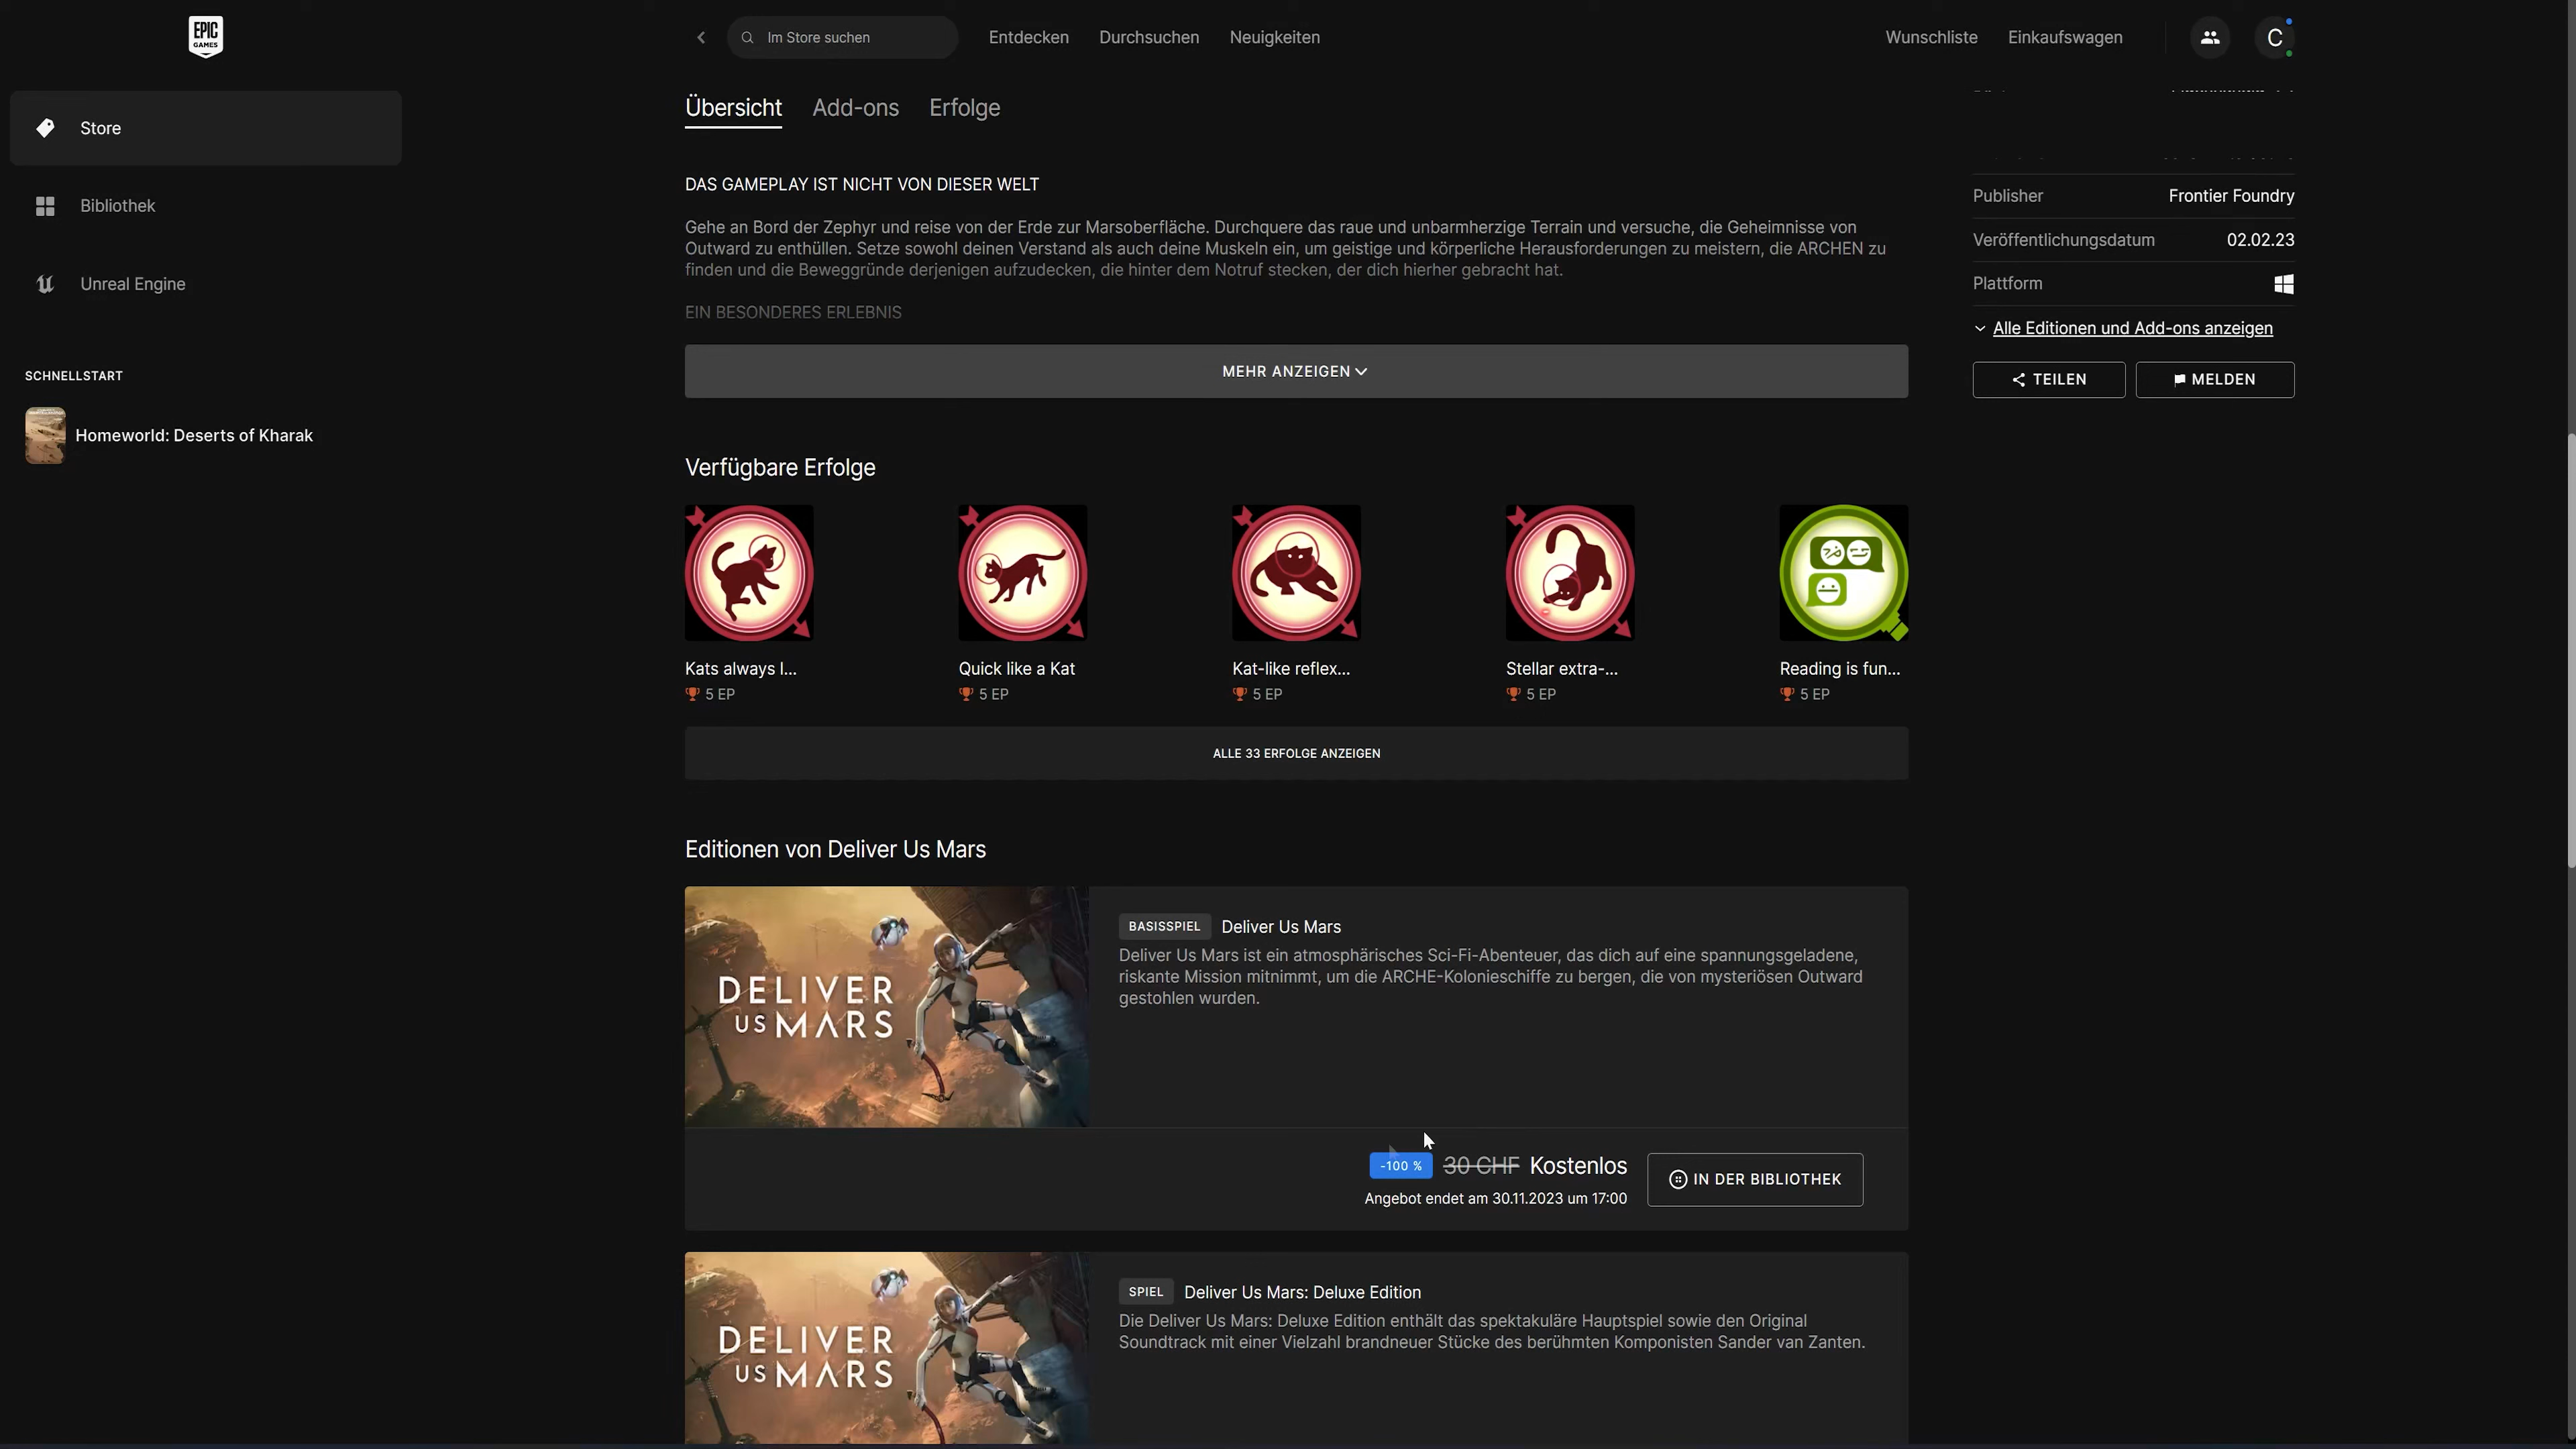 EPIC
GAMES
Im Store suchen
Entdecken
Durchsuchen
Neuigkeiten
Wunschliste
Einkaufswagen
C
Store
Bibliothek
Unreal Engine
SCHNELLSTART
Homeworld: Deserts of Kharak
Übersicht
Add-ons
Erfolge
DAS GAMEPLAY IST NICHT VON DIESER WELT
Gehe an Bord der Zephyr und reise von der Erde zur Marsoberfläche. Durchquere das raue und unbarmherzige Terrain und versuche, die Geheimnisse von
Outward zu enthüllen. Setze sowohl deinen Verstand als auch deine Muskeln ein, um geistige und körperliche Herausforderungen zu meistern, die ARCHEN zu
finden und die Beweggründe derjenigen aufzudecken, die hinter dem Notruf stecken, der dich hierher gebracht hat.
EIN BESONDERES ERLEBNIS
MEHR ANZEIGEN
Publisher Frontier Foundry
Veröffentlichungsdatum 02.02.23
Plattform
Alle Editionen und Add-ons anzeigen
TEILEN
MELDEN
Verfügbare Erfolge
Kats always l...
5 EP
Quick like a Kat
5 EP
Kat-like reflex...
5 EP
Stellar extra-...
5 EP
Reading is fun...
5 EP
ALLE 33 ERFOLGE ANZEIGEN
Editionen von Deliver Us Mars
DELIVER
US MARS
BASISSPIEL Deliver Us Mars
Deliver Us Mars ist ein atmosphärisches Sci-Fi-Abenteuer, das dich auf eine spannungsgeladene,
riskante Mission mitnimmt, um die ARCHE-Kolonieschiffe zu bergen, die von mysteriösen Outward
gestohlen wurden.
-100 % 30 CHF Kostenlos
Angebot endet am 30.11.2023 um 17:00
IN DER BIBLIOTHEK
DELIVER
US MARS
SPIEL Deliver Us Mars: Deluxe Edition
Die Deliver Us Mars: Deluxe Edition enthält das spektakuläre Hauptspiel sowie den Original
Soundtrack mit einer Vielzahl brandneuer Stücke des berühmten Komponisten Sander van Zanten.